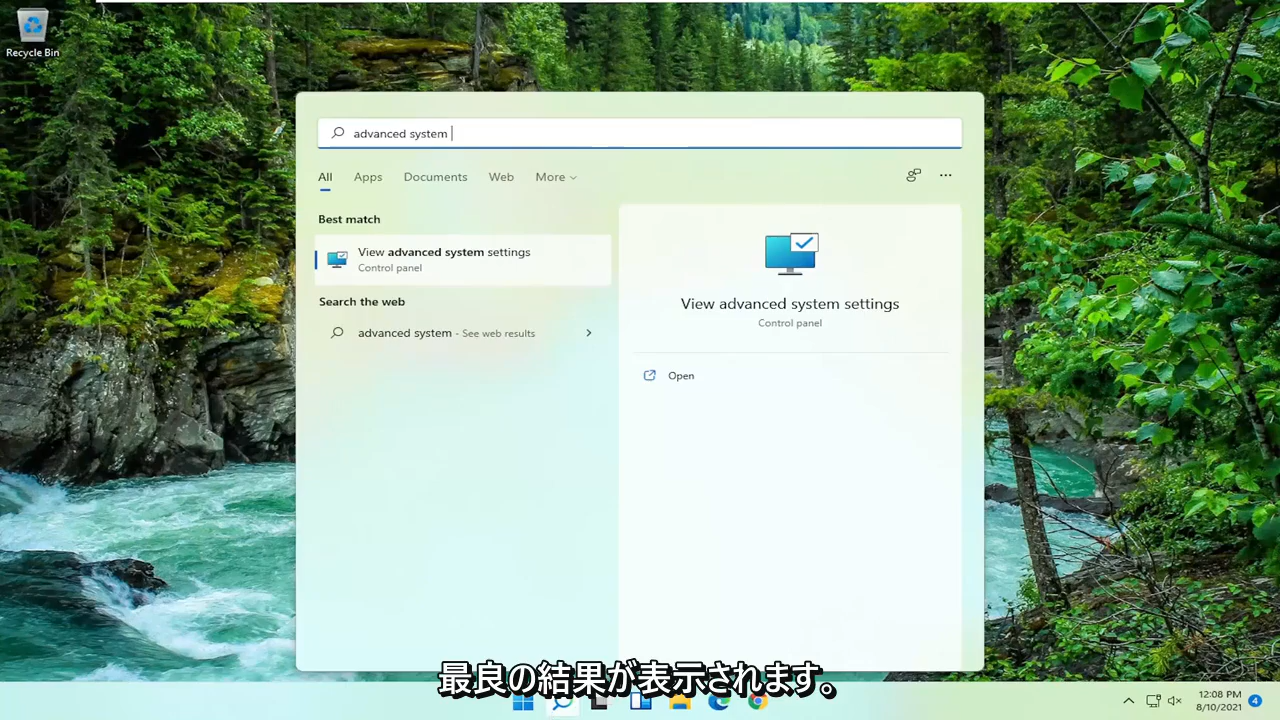 Recycle Bin
advanced system
All Apps Documents Web More
Best match
View advanced system settings
Control panel
Search the web
advanced system - See web results
View advanced system settings
Control panel
Open
最良の結果が表示されます。
12:08 PM
8/10/2021
4